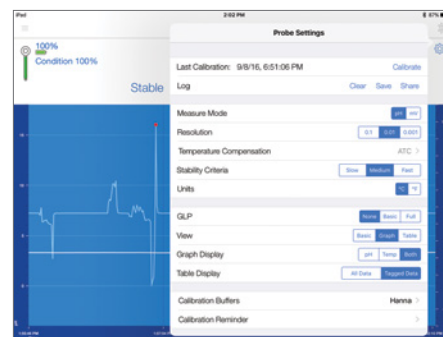 iPad 2:02 PM 87%
Probe Settings
100%
Condition 100%
Stable
Last Calibration: 9/8/16, 6:51:06 PM Calibrate
Log Clear Save Share
Measure Mode pH mV
Resolution 0.1 0.01 0.001
Temperature Compensation ATC >
Stability Criteria Slow Medium Fast
Units °C °F
GLP None Basic Full
View Basic Graph Table
Graph Display pH Temp Both
Table Display All Data Tagged Data
Calibration Buffers Hanna >
Calibration Reminder >